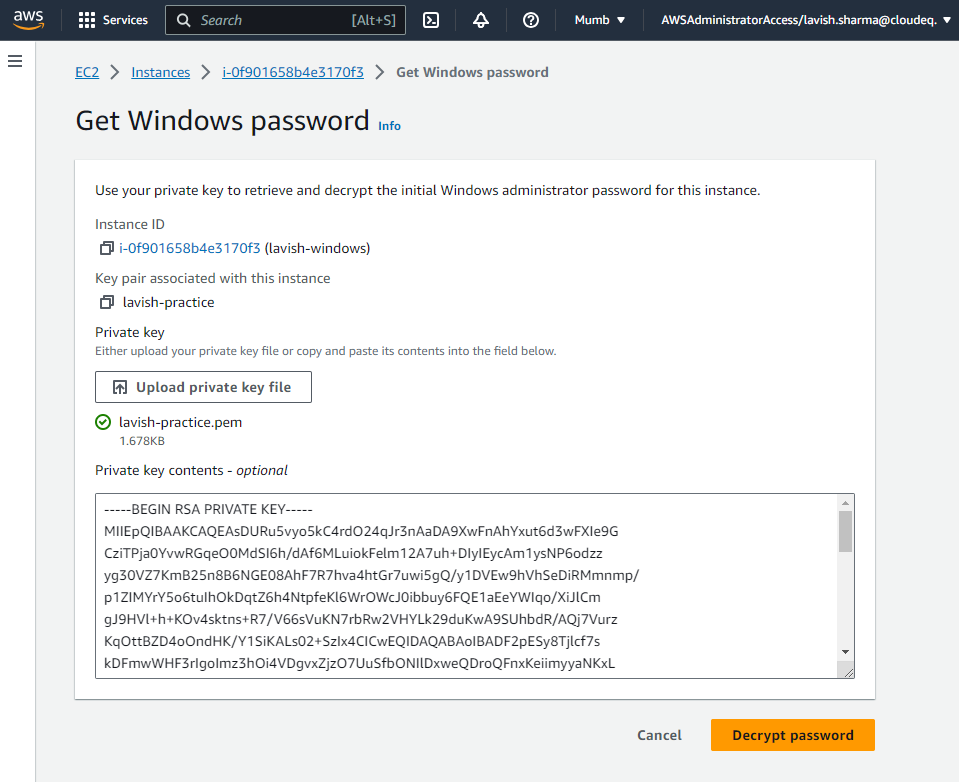 aws
Services
Search [Alt+S]
Mumb
AWSAdministratorAccess/lavish.sharma@cloudeq.
EC2 > Instances > i-0f901658b4e3170f3 > Get Windows password
Get Windows password Info
Use your private key to retrieve and decrypt the initial Windows administrator password for this instance.
Instance ID
i-0f901658b4e3170f3 (lavish-windows)
Key pair associated with this instance
lavish-practice
Private key
Either upload your private key file or copy and paste its contents into the field below.
Upload private key file
lavish-practice.pem
1.678KB
Private key contents - optional
-----BEGIN RSA PRIVATE KEY-----
MIIEpQIBAAKCAQEAsDURu5vyo5kC4rdO24qJr3nAaDA9XwFnAhYxut6d3wFXIe9G
CziTPja0YvwRGqeO0MdSI6h/dAf6MLuiokFelm12A7uh+DIyIEycAm1ysNP6odzz
yg30VZ7KmB25n8B6NGE08AhF7R7hva4htGr7uwi5gQ/y1DVEw9hVhSeDiRMmnmp/
p1ZIMYrY5o6tuIhOkDqtZ6h4NtpfeKl6WrOWcJ0ibbuy6FQE1aEeYWIqo/XiJlCm
gJ9HVl+h+KOv4sktns+R7/V66sVuKN7rbRw2VHYLk29duKwA9SUhbdR/AQj7Vurz
KqOttBZD4oOndHK/Y1SiKALs02+SzIx4CICwEQIDAQABAoIBADF2pESy8Tjlcf7s
kDFmwWHF3rIgoImz3hOi4VDgvxZjzO7UuSfbONIlDxweQDroQFnxKeiimyyaNKxL
Cancel
Decrypt password